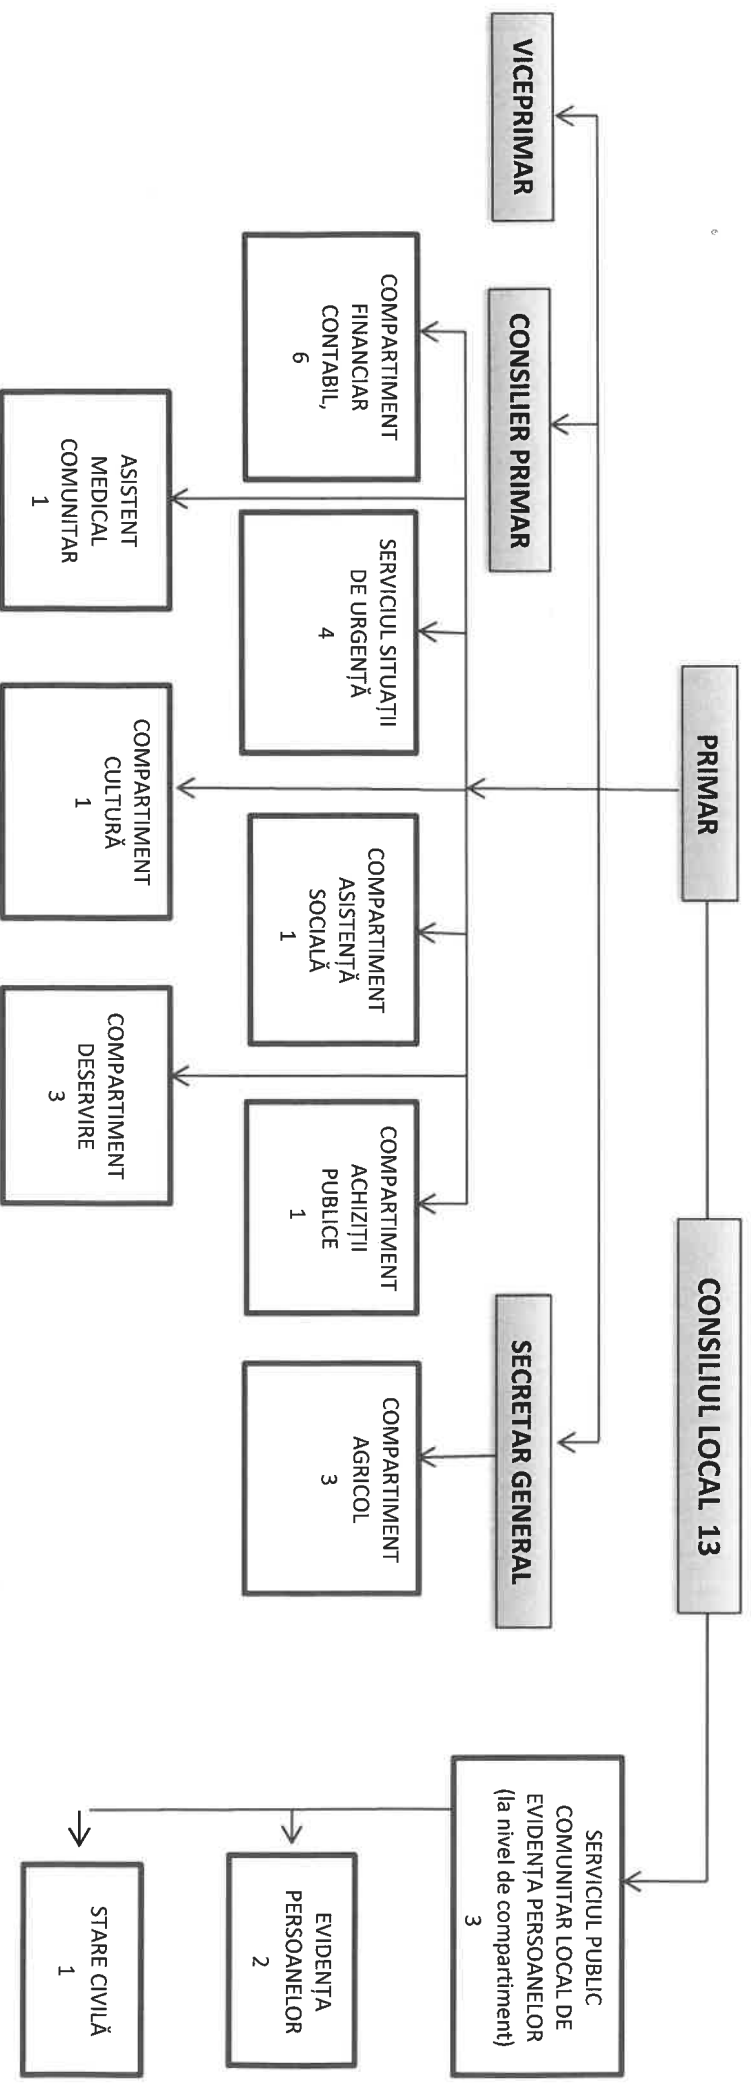 PRIMAR
CONSILIUL LOCAL 13
VICEPRIMAR
CONSILIER PRIMAR
SECRETAR GENERAL
SERVICIUL PUBLIC
COMUNITAR LOCAL DE
EVIDENȚA PERSOANELOR
(la nivel de compartiment)
3
COMPARTIMENT
FINANCIAR
CONTABIL,
6
SERVICIUL SITUAȚII
DE URGENȚĂ
4
COMPARTIMENT
ASISTENȚĂ
SOCIALĂ
1
COMPARTIMENT
ACHIZIȚII
PUBLICE
1
COMPARTIMENT
AGRICOL
3
EVIDENȚA
PERSOANELOR
2
ASISTENT
MEDICAL
COMUNITAR
1
COMPARTIMENT
CULTURĂ
1
COMPARTIMENT
DESERVIRE
3
STARE CIVILĂ
1